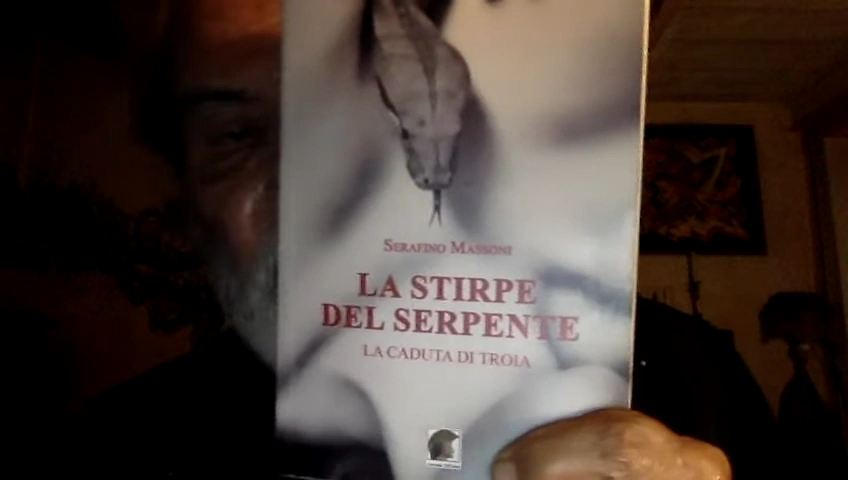 SERAFINO MASSONI
LA STIRPE
DEL SERPENTE
LA CADUTA DI TROIA